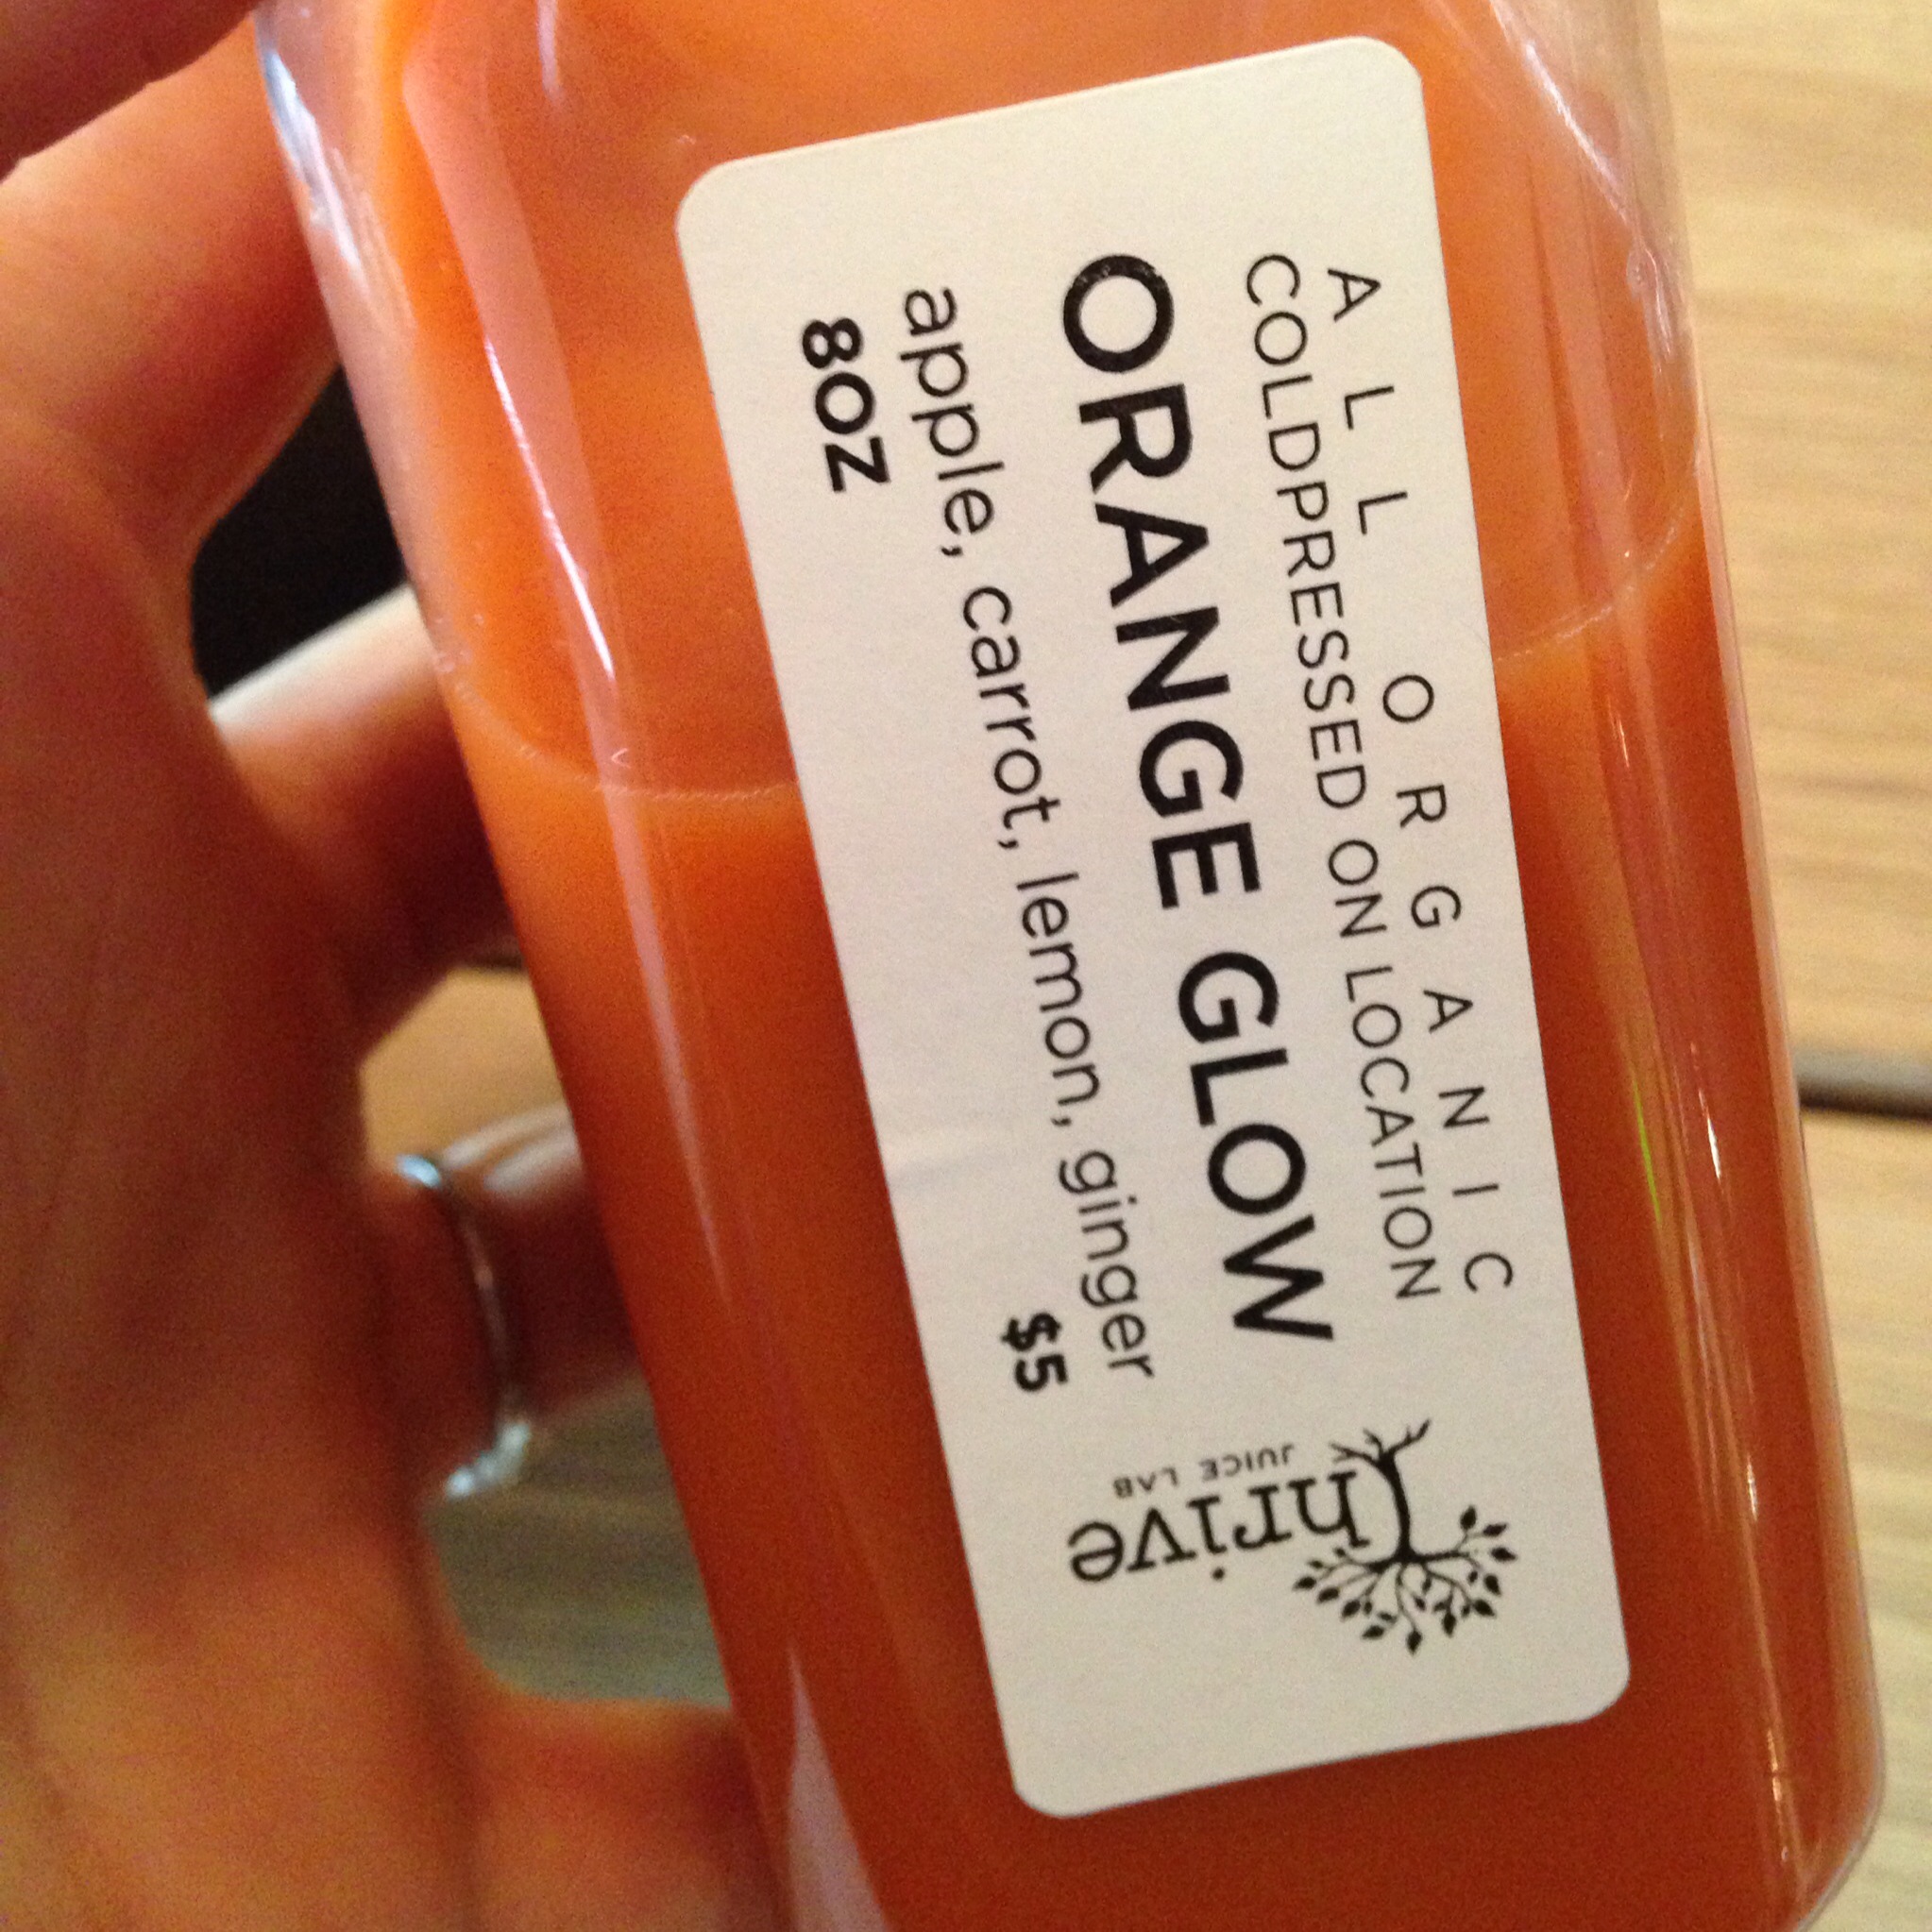 ALL ORGANIC
COLDPRESSED ON LOCATION
ORANGE GLOW
apple, carrot, lemon, ginger
8OZ $5
Thrive
JUICE LAB